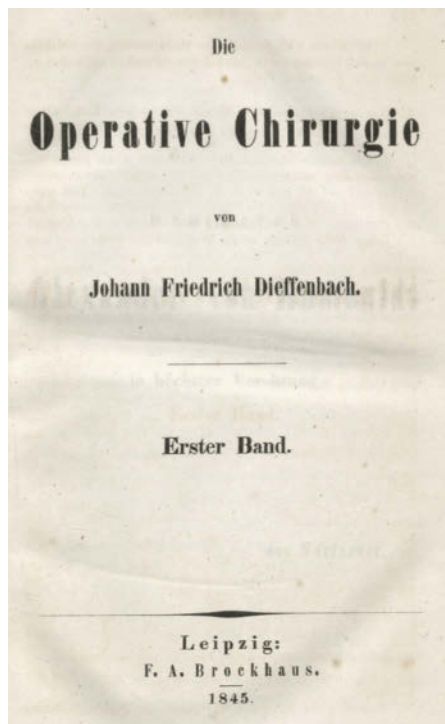 Die
Operative Chirurgie
von
Johann Friedrich Dieffenbach.
Erster Band.
Leipzig:
F. A. Brockhaus.
1845.